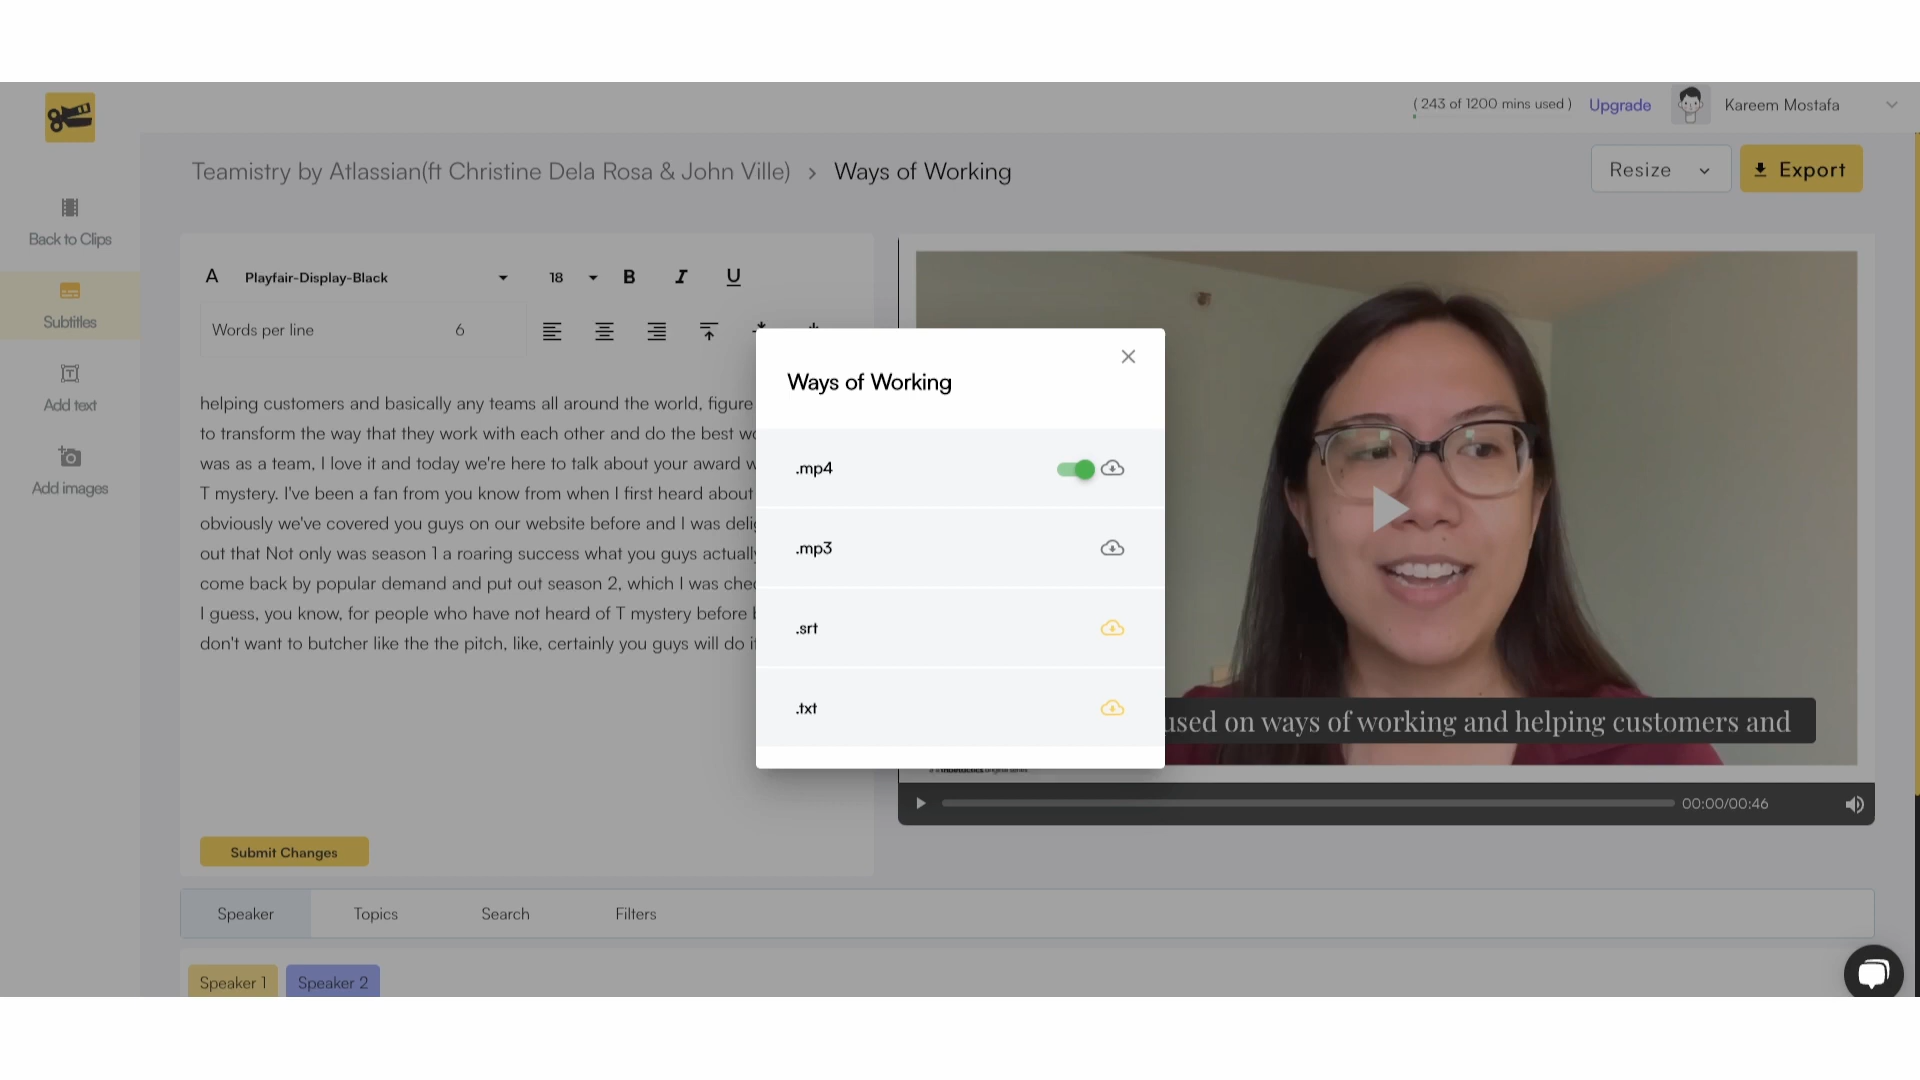 ( 243 of 1200 mins used )
Upgrade
Kareem Mostafa
Teamistry by Atlassian(ft Christine Dela Rosa & John Ville) > Ways of Working
Resize
Export
Back to Clips
Subtitles
Add text
Add images
A Playfair-Display-Black 18 B I U
Words per line 6
helping customers and basically any teams all around the world, figure
to transform the way that they work with each other and do the best
was as a team, I love it and today we're here to talk about your award
T mystery. I've been a fan from you know from when I first heard about
obviously we've covered you guys on our website before and I was
out that Not only was season 1 a roaring success what you guys actually
come back by popular demand and put out season 2, which I was
I guess, you know, for people who have not heard of T mystery before
don't want to butcher like the the pitch, like, certainly you guys will do
Submit Changes
Ways of Working
.mp4
.mp3
.srt
.txt
on ways of working and helping customers and
00:00/00:46
Speaker
Topics
Search
Filters
Speaker 1
Speaker 2